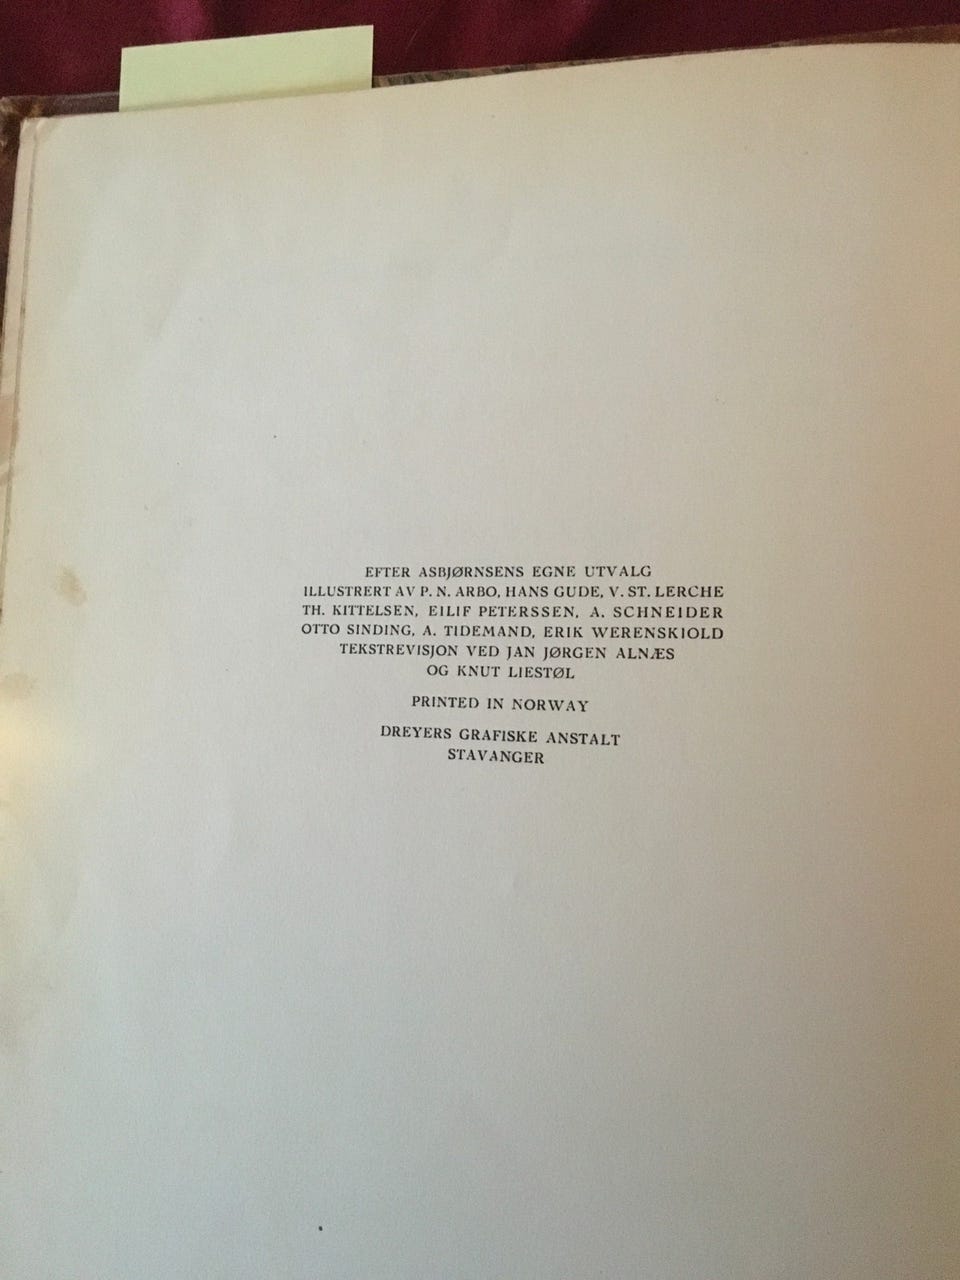 EFTER ASBJØRNSENS EGNE UTVALG
ILLUSTRERT AV P. N. ARBO, HANS GUDE, V. ST. LERCHE
TH. KITTELSEN, EILIF PETERSSEN, A. SCHNEIDER
OTTO SINDING, A. TIDEMAND, ERIK WERENSKIOLD
TEKSTREVISJON VED JAN JØRGEN ALNÆS
OG KNUT LIESTØL
PRINTED IN NORWAY
DREYERS GRAFISKE ANSTALT
STAVANGER